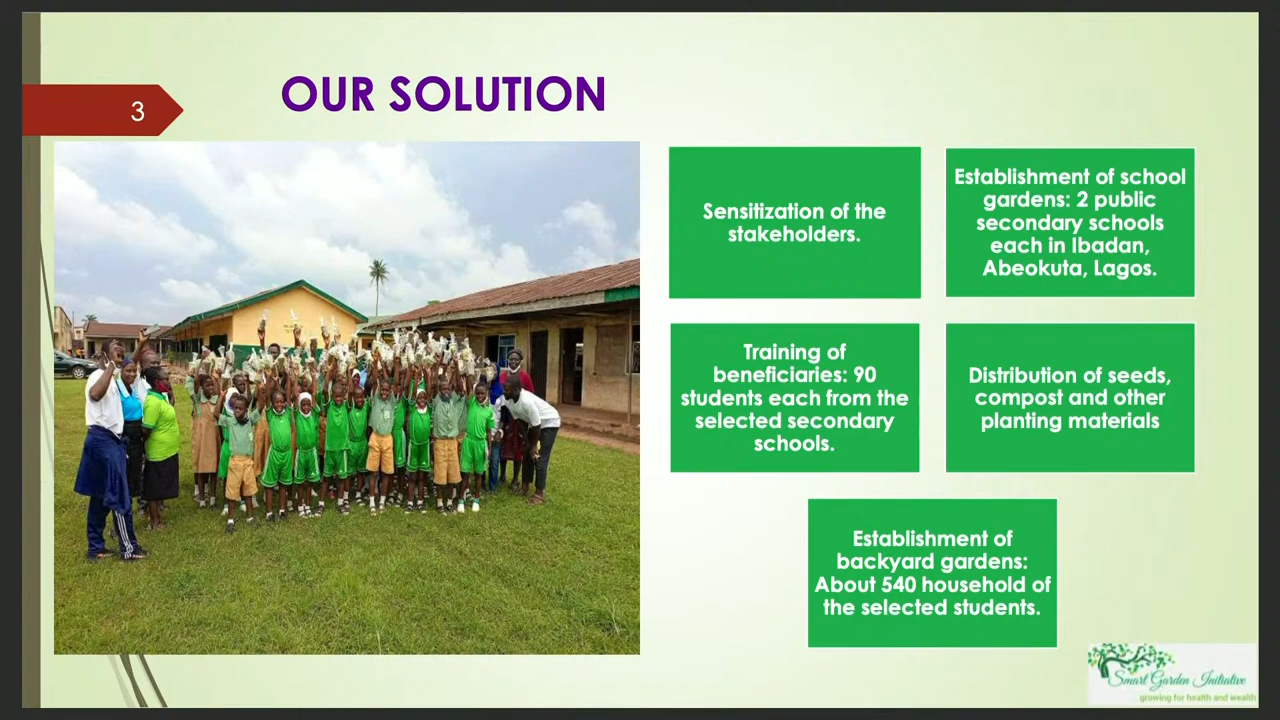 3
OUR SOLUTION
Sensitization of the
stakeholders.
Establishment of school
gardens: 2 public
secondary schools
each in Ibadan,
Abeokuta, Lagos.
Training of
beneficiaries: 90
students each from the
selected secondary
schools.
Distribution of seeds,
compost and other
planting materials
Establishment of
backyard gardens:
About 540 household of
the selected students.
Smart Garden Initiative
growing for health and wealth